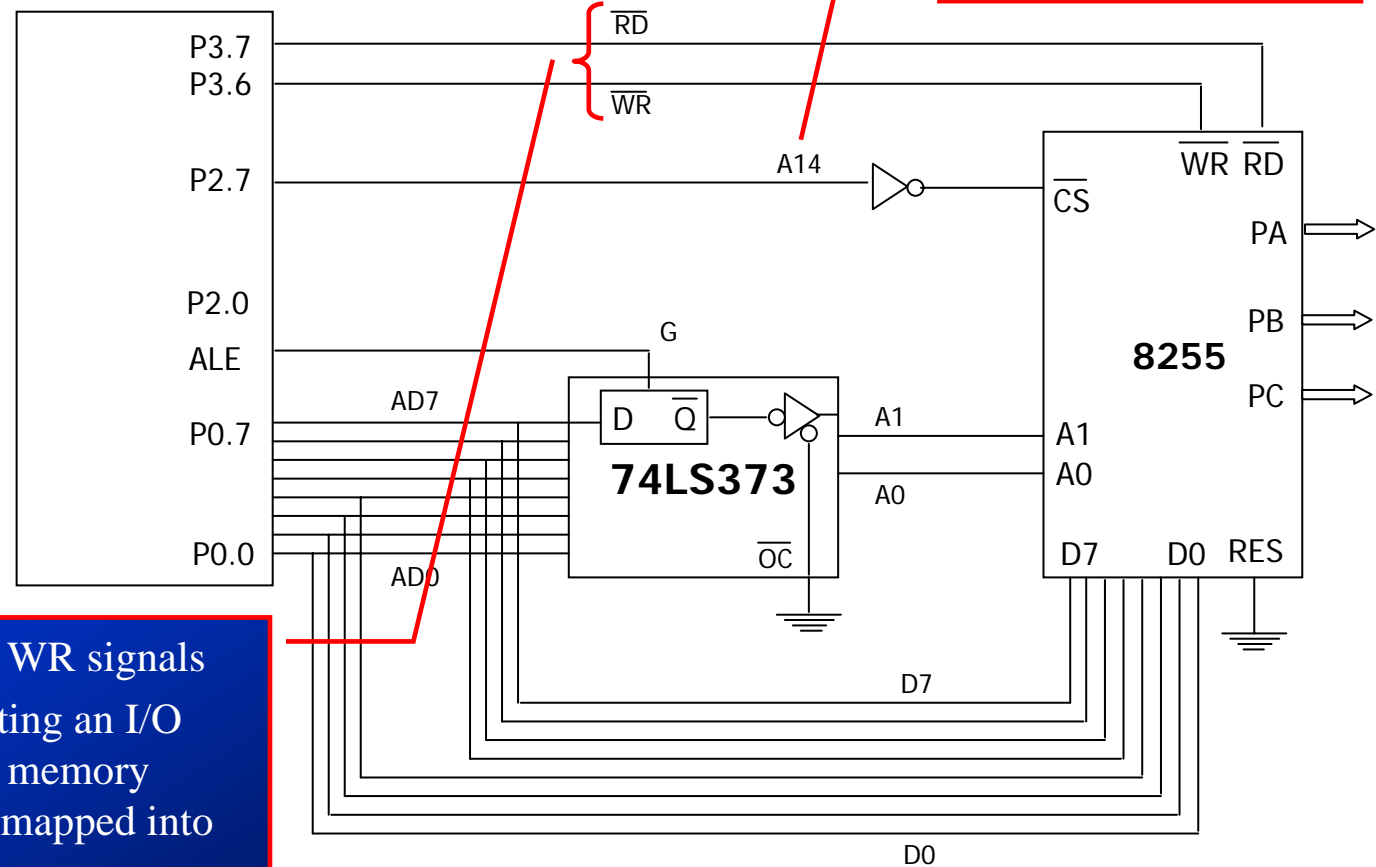 P3.7
P3.6
P2.7
P2.0
ALE
P0.7
P0.0
RD
WR
A14
G
AD7
AD0
D Q
74LS373
OC
A1
A0
WR RD
CS
PA
PB
PC
8255
A1
A0
D7 D0 RES
D7
D0
WR signals
ting an I/O
memory
mapped into